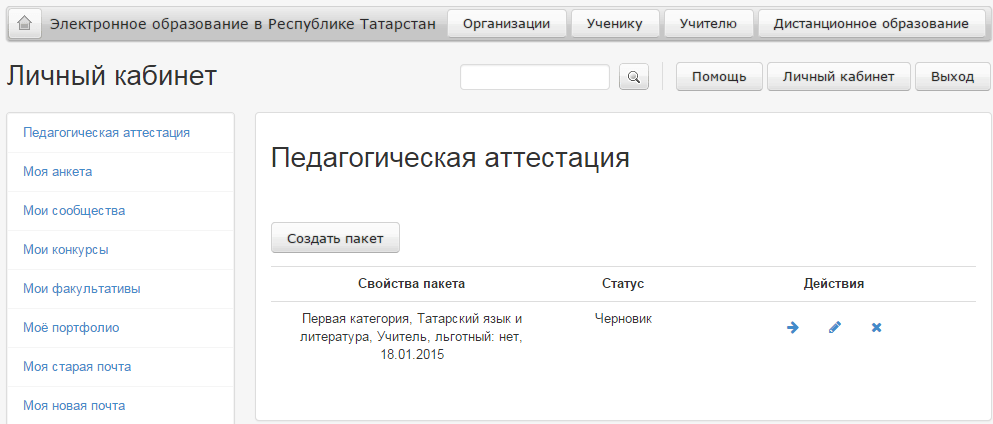 Электронное образование в Республике Татарстан Организации Ученику Учителю Дистанционное образование
Личный кабинет Помощь Личный кабинет Выход
Педагогическая аттестация
Моя анкета
Мои сообщества
Мои конкурсы
Мои факультативы
Моё портфолио
Моя старая почта
Моя новая почта
Педагогическая аттестация
Создать пакет
Свойства пакета Статус Действия
Первая категория, Татарский язык и Черновик
литература, Учитель, льготный: нет,
18.01.2015